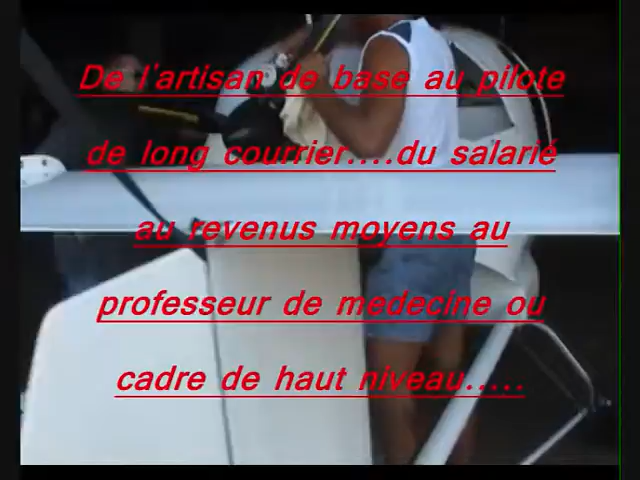 De l'artisan de base au pilote
de long courrier....du salarié
au revenus moyens au
professeur de medecine ou
cadre de haut niveau.....